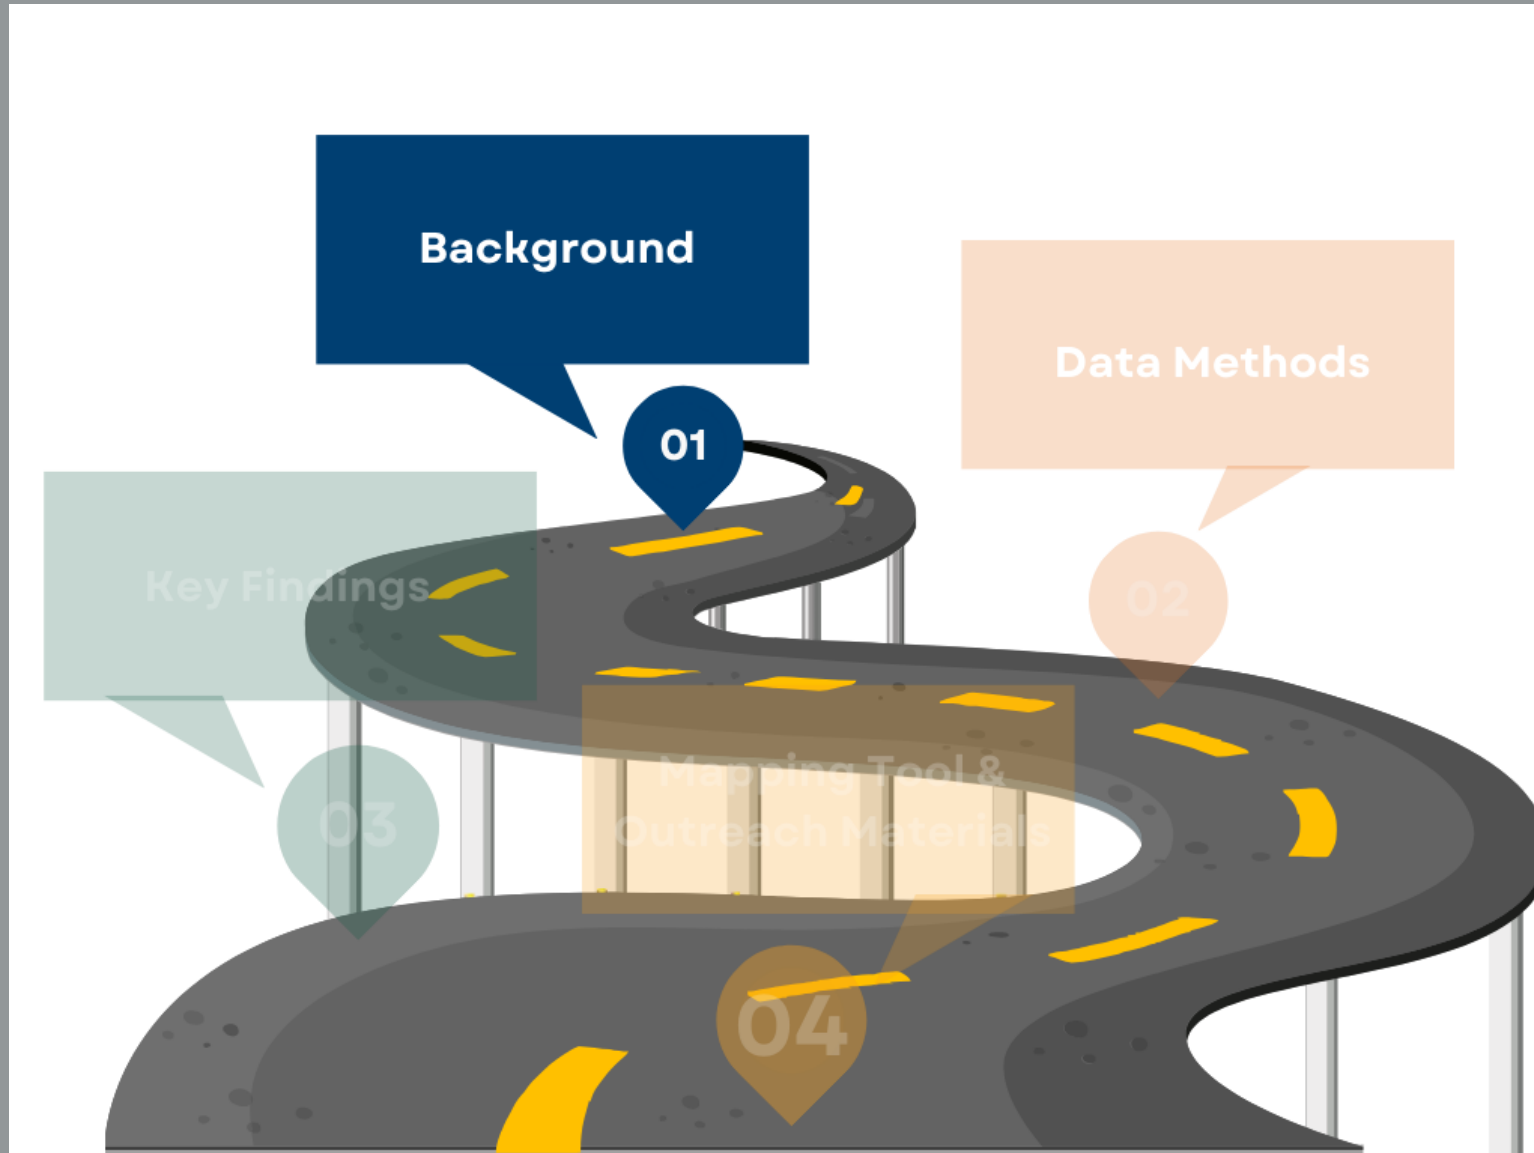 Background
01
Data Methods
02
Key Findings
03
Mapping Tool &
Outreach Materials
04